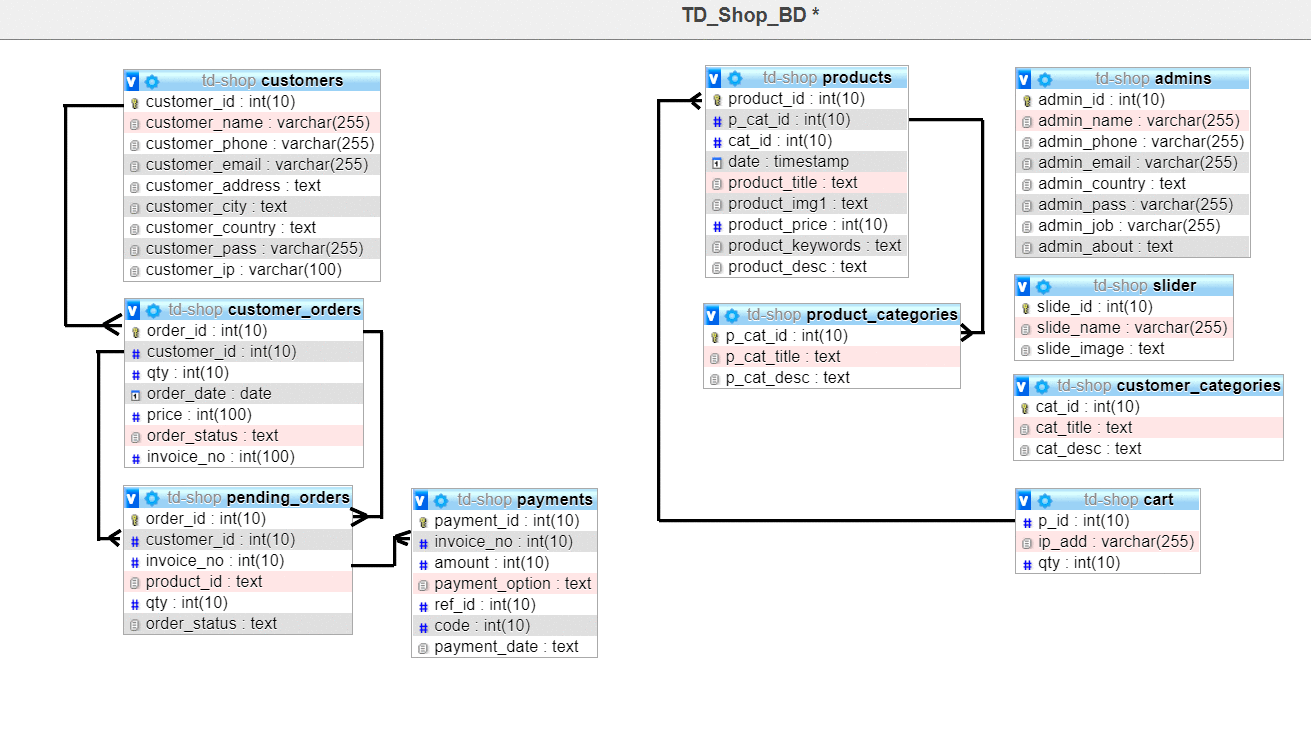 TD_Shop_BD *
td-shop customers
customer_id : int(10)
customer_name : varchar(255)
customer_phone : varchar(255)
customer_email : varchar(255)
customer_address : text
customer_city : text
customer_country : text
customer_pass : varchar(255)
customer_ip : varchar(100)
td-shop customer_orders
order_id : int(10)
customer_id : int(10)
qty : int(10)
order_date : date
price : int(100)
order_status : text
invoice_no : int(100)
td-shop pending_orders
order_id : int(10)
customer_id : int(10)
invoice_no : int(10)
product_id : text
qty : int(10)
order_status : text
td-shop payments
payment_id : int(10)
invoice_no : int(10)
amount : int(10)
payment_option : text
ref_id : int(10)
code : int(10)
payment_date : text
td-shop products
product_id : int(10)
p_cat_id : int(10)
cat_id : int(10)
date : timestamp
product_title : text
product_img1 : text
product_price : int(10)
product_keywords : text
product_desc : text
td-shop product_categories
p_cat_id : int(10)
p_cat_title : text
p_cat_desc : text
td-shop admins
admin_id : int(10)
admin_name : varchar(255)
admin_phone : varchar(255)
admin_email : varchar(255)
admin_country : text
admin_pass : varchar(255)
admin_job : varchar(255)
admin_about : text
td-shop slider
slide_id : int(10)
slide_name : varchar(255)
slide_image : text
td-shop customer_categories
cat_id : int(10)
cat_title : text
cat_desc : text
td-shop cart
p_id : int(10)
ip_add : varchar(255)
qty : int(10)